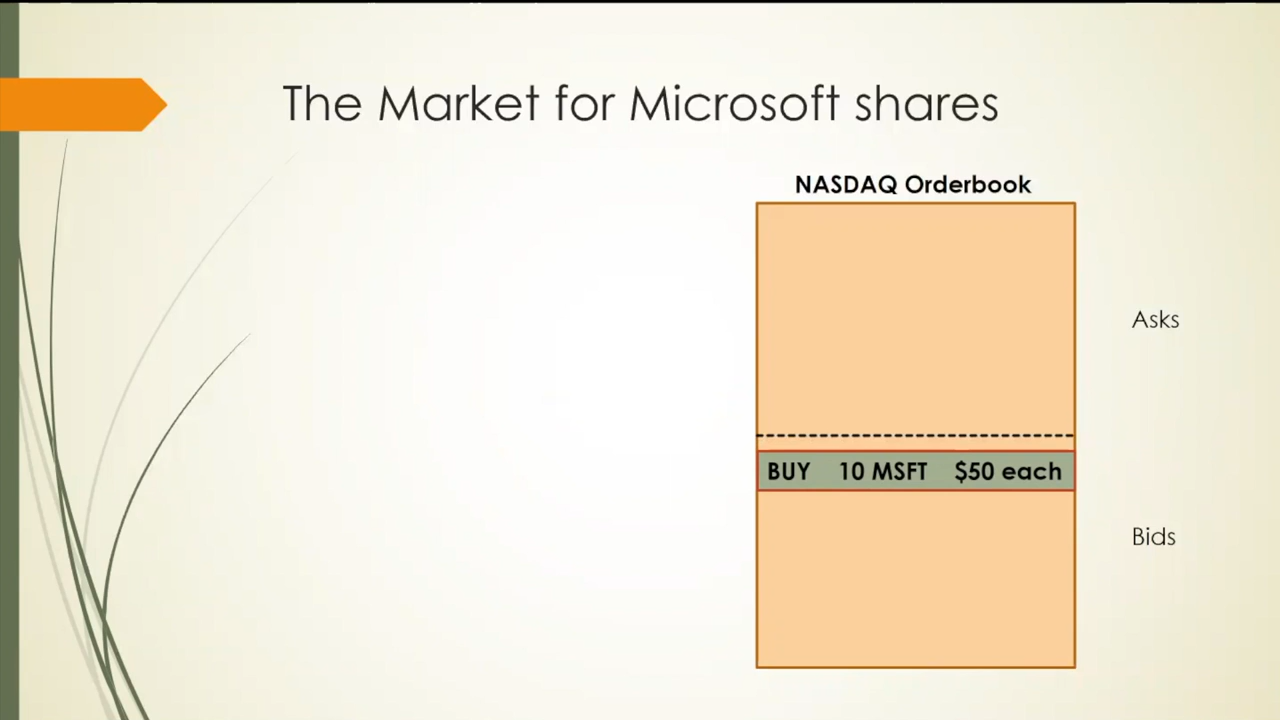 The Market for Microsoft shares
NASDAQ Orderbook
Asks
BUY 10 MSFT $50 each
Bids